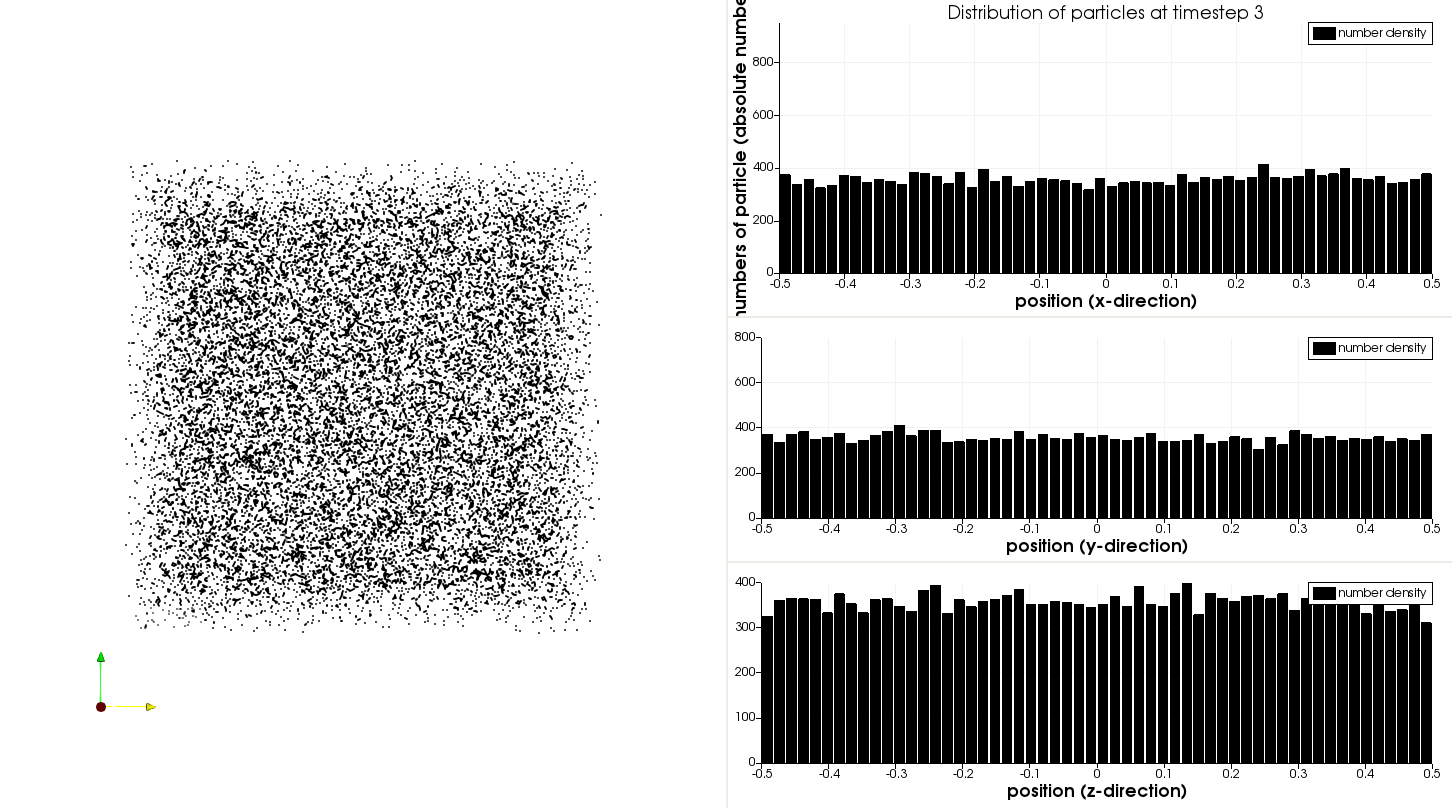 Distribution of particles at timestep 3
number density
numbers of particle (absolute
800
600
400
200
0
-0.5 -0.4 -0.3 -0.2 -0.1 0 0.1 0.2 0.3 0.4 0.5
position (x-direction)
number density
800
600
400
200
0
-0.5 -0.4 -0.3 -0.2 -0.1 0 0.1 0.2 0.3 0.4 0.5
position (y-direction)
number density
400
300
200
100
0
-0.5 -0.4 -0.3 -0.2 -0.1 0 0.1 0.2 0.3 0.4 0.5
position (z-direction)